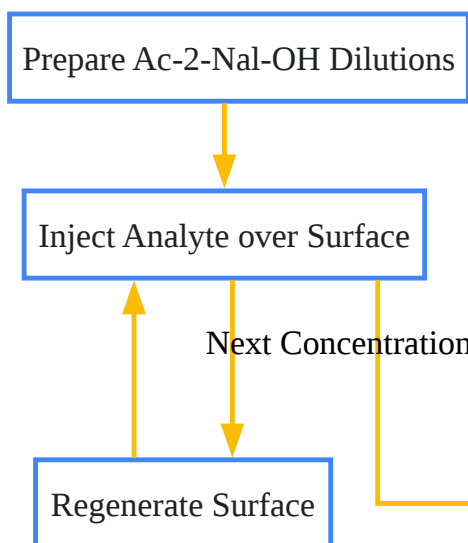 Prepare Ac-2-Nal-OH Dilutions
Inject Analyte over Surface
Next Concentration
Regenerate Surface